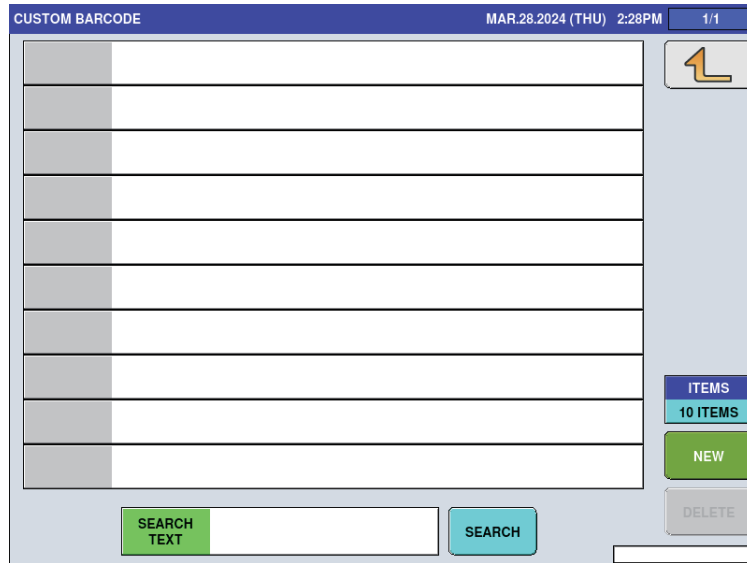 CUSTOM BARCODE MAR.28.2024 (THU) 2:28PM 1/1
ITEMS
10 ITEMS
NEW
DELETE
SEARCH
TEXT
SEARCH